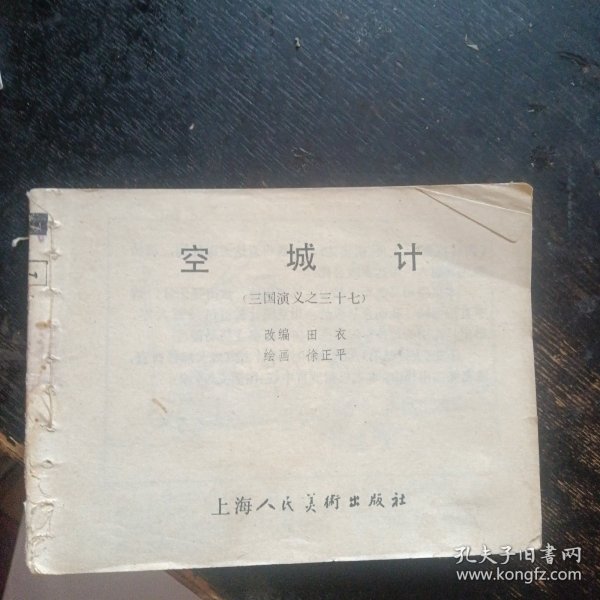 空城计
（三国演义之三十七）
改编 田衣
绘画 徐正平
上海人民美術出版社
孔夫子旧书网
www.kongfz.com